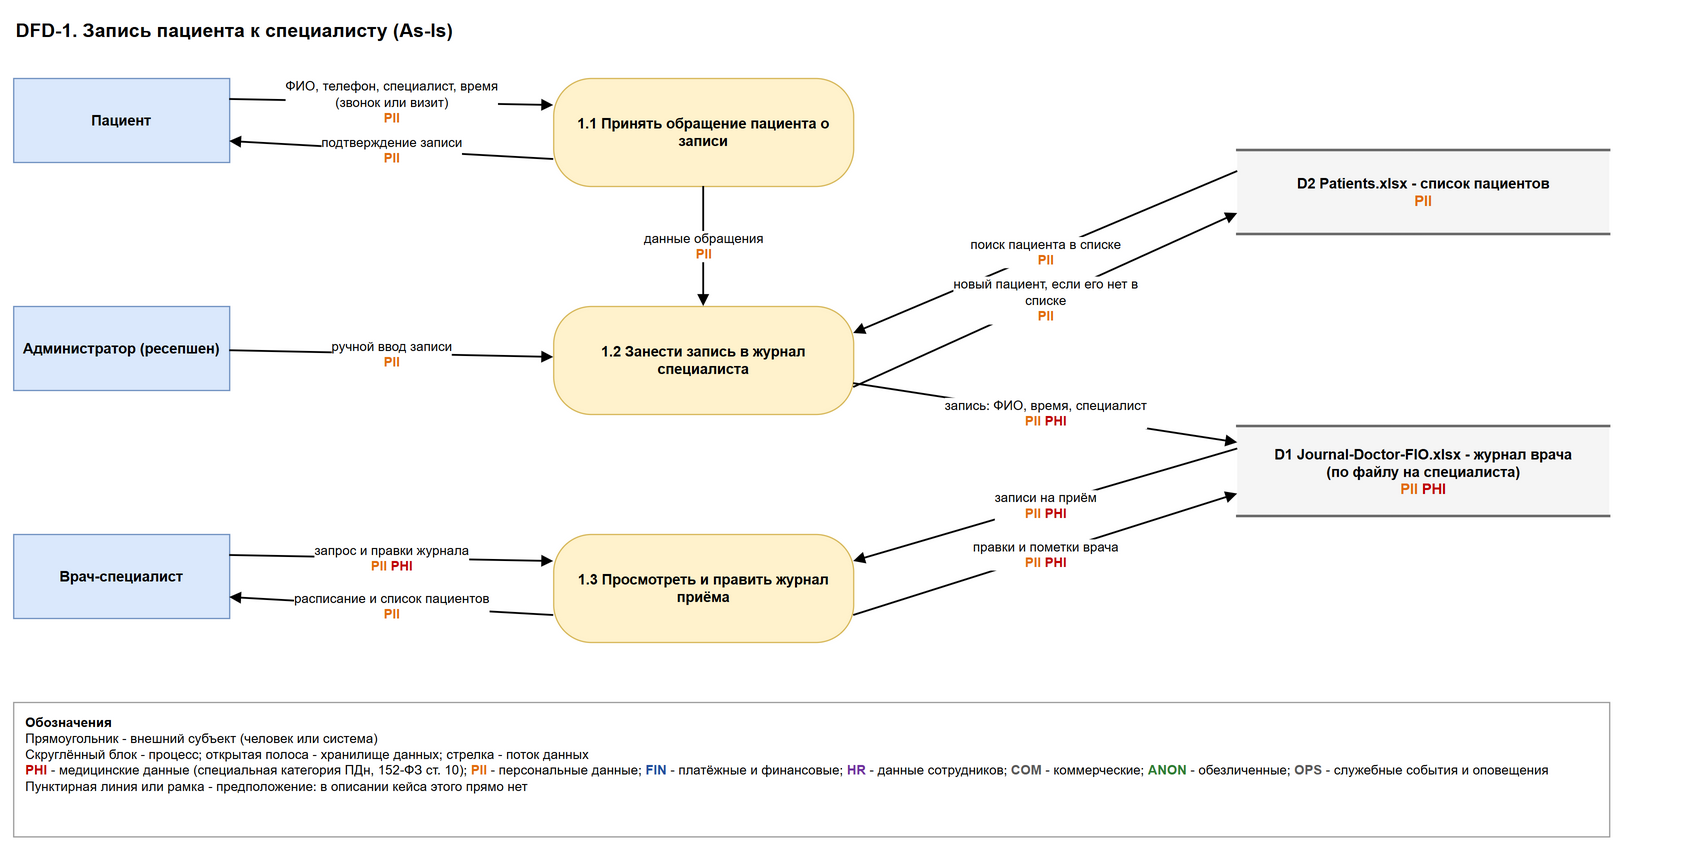 DFD-1. Запись пациента к специалисту (As-Is)
Пациент
ФИО, телефон, специалист, время
(звонок или визит)
PII
подтверждение записи
PII
1.1 Принять обращение пациента о
записи
данные обращения
PII
D2 Patients.xlsx - список пациентов
PII
поиск пациента в списке
PII
новый пациент, если его нет в
списке
PII
Администратор (ресепшен)
ручной ввод записи
PII
1.2 Занести запись в журнал
специалиста
запись: ФИО, время, специалист
PII PHI
D1 Journal-Doctor-FIO.xlsx - журнал врача
(по файлу на специалиста)
PII PHI
записи на приём
PII PHI
правки и пометки врача
PII PHI
Врач-специалист
запрос и правки журнала
PII PHI
расписание и список пациентов
PII
1.3 Просмотреть и править журнал
приёма
Обозначения
Прямоугольник - внешний субъект (человек или система)
Скруглённый блок - процесс; открытая полоса - хранилище данных; стрелка - поток данных
PHI - медицинские данные (специальная категория ПДн, 152-ФЗ ст. 10); PII - персональные данные; FIN - платёжные и финансовые; HR - данные сотрудников; COM - коммерческие; ANON - обезличенные; OPS - служебные события и оповещения
Пунктирная линия или рамка - предположение: в описании кейса этого прямо нет